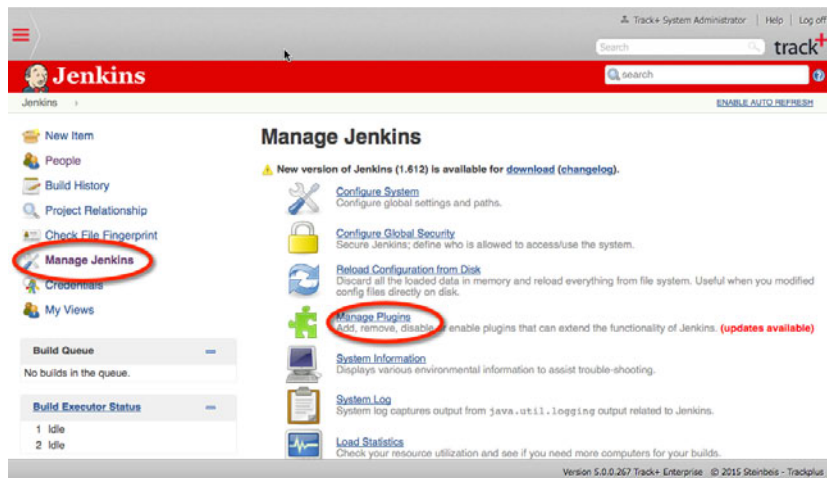 Track+ System Administrator | Help | Log off
Search
track+
Jenkins
search
Jenkins
ENABLE AUTO REFRESH
New Item
People
Build History
Project Relationship
Check File Fingerprint
Manage Jenkins
Credentials
My Views
Build Queue
No builds in the queue.
Build Executor Status
1 Idle
2 Idle
Manage Jenkins
New version of Jenkins (1.612) is available for download (changelog).
Configure System
Configure global settings and paths.
Configure Global Security
Secure Jenkins; define who is allowed to access/use the system.
Reload Configuration from Disk
Discard all the loaded data in memory and reload everything from file system. Useful when you modified
config files directly on disk.
Manage Plugins
Add, remove, disable or enable plugins that can extend the functionality of Jenkins. (updates available)
System Information
Displays various environmental information to assist trouble-shooting.
System Log
System log captures output from java.util.logging output related to Jenkins.
Load Statistics
Check your resource utilization and see if you need more computers for your builds.
Version 5.0.0.267 Track+ Enterprise © 2015 Steinbeis - Trackplus